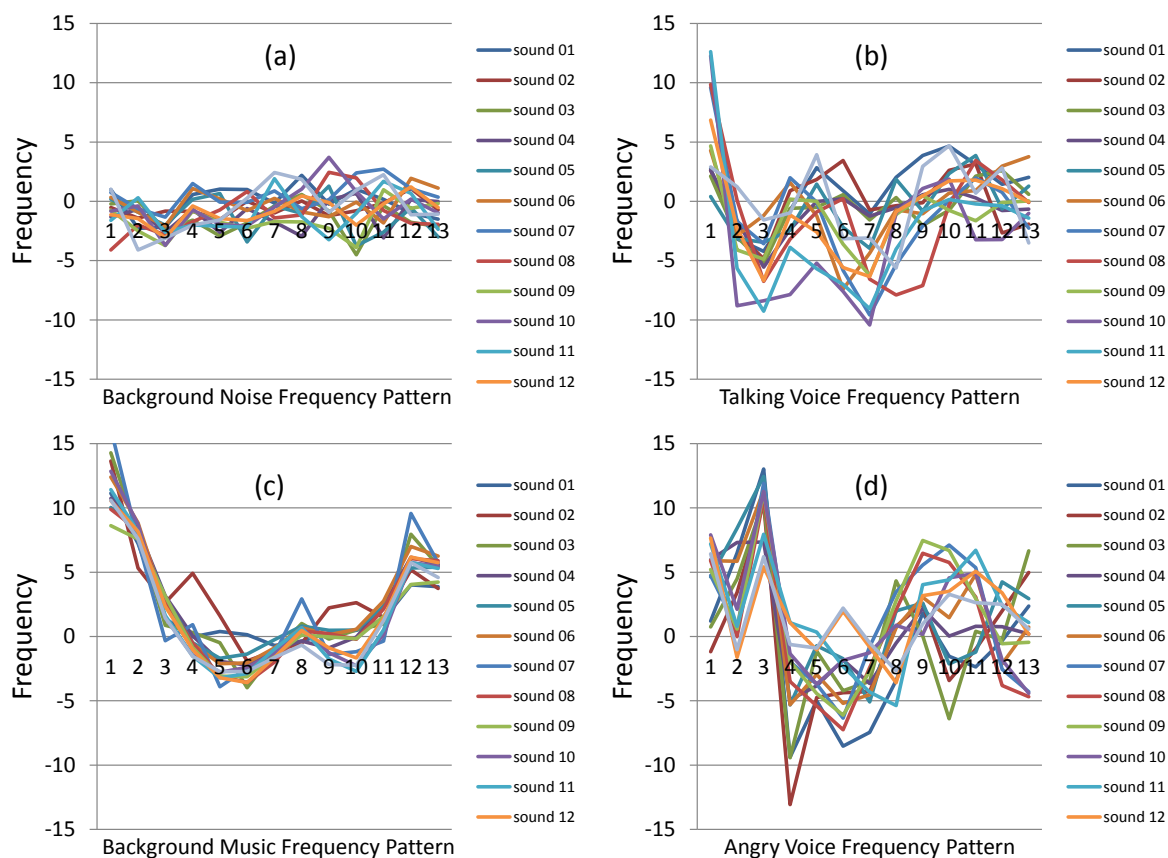 (a)
15
10
5
0
-5
-10
-15
Frequency
1 2 3 4 5 6 7 8 9 10 11 12 13
Background Noise Frequency Pattern
sound 01
sound 02
sound 03
sound 04
sound 05
sound 06
sound 07
sound 08
sound 09
sound 10
sound 11
sound 12
(b)
15
10
5
0
-5
-10
-15
Frequency
1 2 3 4 5 6 7 8 9 10 11 12 13
Talking Voice Frequency Pattern
sound 01
sound 02
sound 03
sound 04
sound 05
sound 06
sound 07
sound 08
sound 09
sound 10
sound 11
sound 12
(c)
15
10
5
0
-5
-10
-15
Frequency
1 2 3 4 5 6 7 8 9 10 11 12 13
Background Music Frequency Pattern
sound 01
sound 02
sound 03
sound 04
sound 05
sound 06
sound 07
sound 08
sound 09
sound 10
sound 11
sound 12
(d)
15
10
5
0
-5
-10
-15
Frequency
1 2 3 4 5 6 7 8 9 10 11 12 13
Angry Voice Frequency Pattern
sound 01
sound 02
sound 03
sound 04
sound 05
sound 06
sound 07
sound 08
sound 09
sound 10
sound 11
sound 12